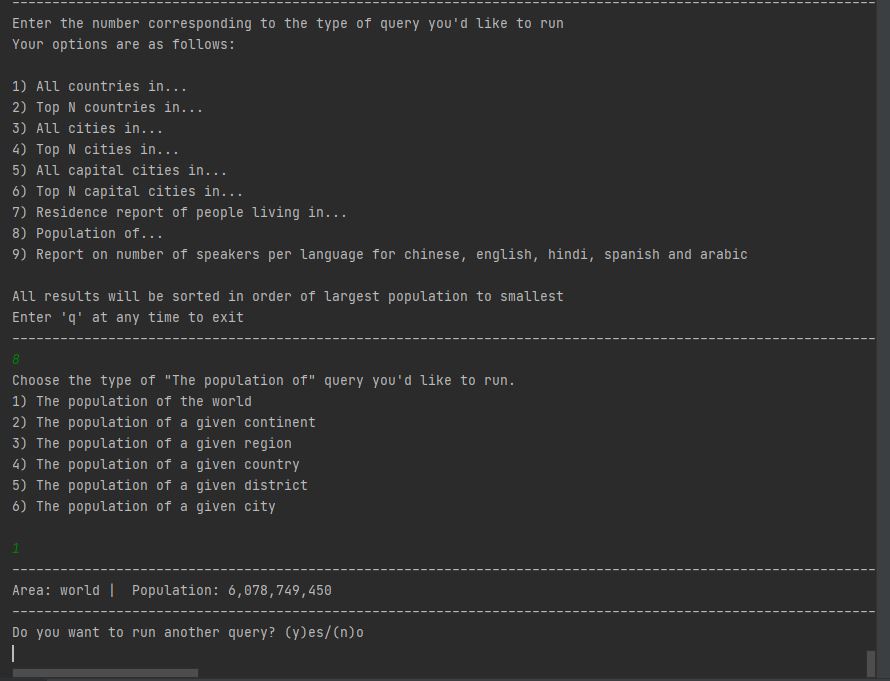 --------------------------------------------------------------------------------------------------------------
Enter the number corresponding to the type of query you'd like to run
Your options are as follows:
1) All countries in...
2) Top N countries in...
3) All cities in...
4) Top N cities in...
5) All capital cities in...
6) Top N capital cities in...
7) Residence report of people living in...
8) Population of...
9) Report on number of speakers per language for chinese, english, hindi, spanish and arabic
All results will be sorted in order of largest population to smallest
Enter 'q' at any time to exit
--------------------------------------------------------------------------------------------------------------
8
Choose the type of "The population of" query you'd like to run.
1) The population of the world
2) The population of a given continent
3) The population of a given region
4) The population of a given country
5) The population of a given district
6) The population of a given city
1
--------------------------------------------------------------------------------------------------------------
Area: world |  Population: 6,078,749,450
--------------------------------------------------------------------------------------------------------------
Do you want to run another query? (y)es/(n)o